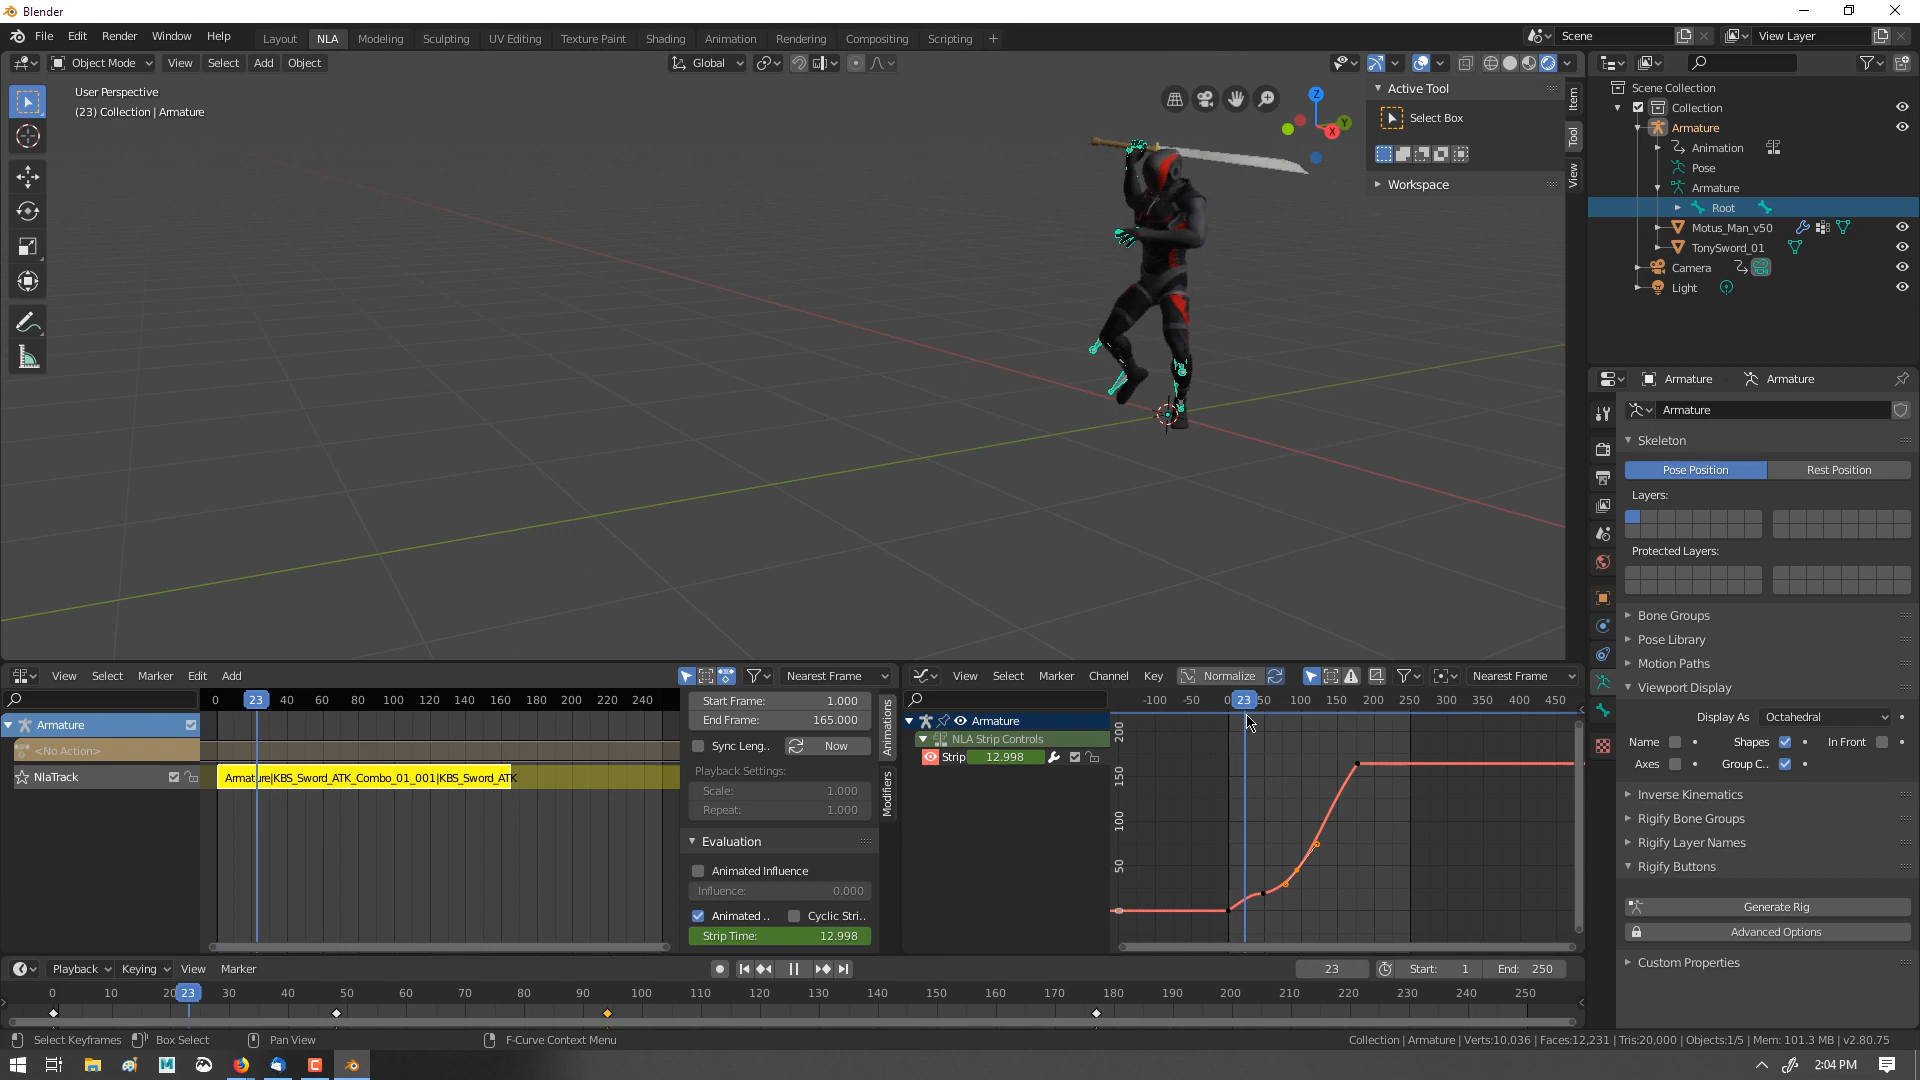 Blender
File Edit Render Window Help
Layout NLA Modeling Sculpting UV Editing Texture Paint Shading Animation Rendering Compositing Scripting +
Scene
View Layer
Object Mode View Select Add Object
Global
User Perspective
(23) Collection | Armature
Z
Y
X
Active Tool
Select Box
Workspace
Item
Tool
View
Scene Collection
Collection
Armature
Animation
Pose
Armature
Root
Motus_Man_v50
TonySword_01
Camera
Light
Armature Armature
Armature
Skeleton
Pose Position Rest Position
Layers:
Protected Layers:
Bone Groups
Pose Library
Motion Paths
Viewport Display
Display As Octahedral
Name Shapes In Front
Axes Group C..
Inverse Kinematics
Rigify Bone Groups
Rigify Layer Names
Rigify Buttons
Generate Rig
Advanced Options
Custom Properties
View Select Marker Edit Add
Nearest Frame
0 23 40 60 80 100 120 140 160 180 200 220 240
Armature
<No Action>
NlaTrack
Armature|KBS_Sword_ATK_Combo_01_001|KBS_Sword_ATK
Start Frame: 1.000
End Frame: 165.000
Sync Leng.. Now
Playback Settings:
Scale: 1.000
Repeat: 1.000
Evaluation
Animated Influence
Influence: 0.000
Animated .. Cyclic Stri..
Strip Time: 12.998
Animations
Modifiers
View Select Marker Channel Key
Normalize
Nearest Frame
-100 -50 0 23 50 100 150 200 250 300 350 400 450
Armature
NLA Strip Controls
Strip 12.998
200
150
100
50
0
Playback Keying View Marker
23
Start: 1
End: 250
0 10 20 23 30 40 50 60 70 80 90 100 110 120 130 140 150 160 170 180 190 200 210 220 230 240 250
Select Keyframes Box Select Pan View F-Curve Context Menu
Collection | Armature | Verts:10,036 | Faces:12,231 | Tris:20,000 | Objects:1/5 | Mem: 101.3 MB | v2.80.75
2:04 PM